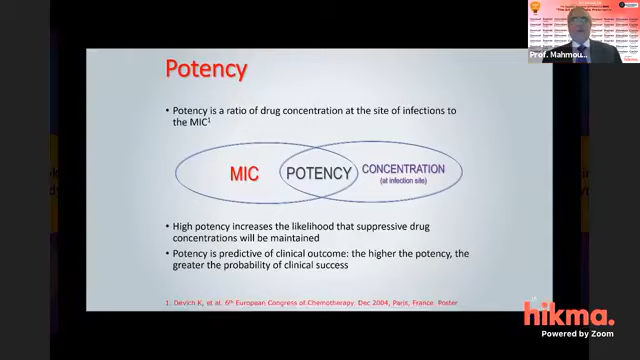 Potency
• Potency is a ratio of drug concentration at the site of infections to
the MIC1
MIC
POTENCY
CONCENTRATION
(at infection site)
• High potency increases the likelihood that suppressive drug
concentrations will be maintained
• Potency is predictive of clinical outcome: the higher the potency, the
greater the probability of clinical success
1. Devich K, et al. 6th European Congress of Chemotherapy. Dec 2004, Paris, France. Poster
Prof. Mahmou...
hikma.
Powered by Zoom